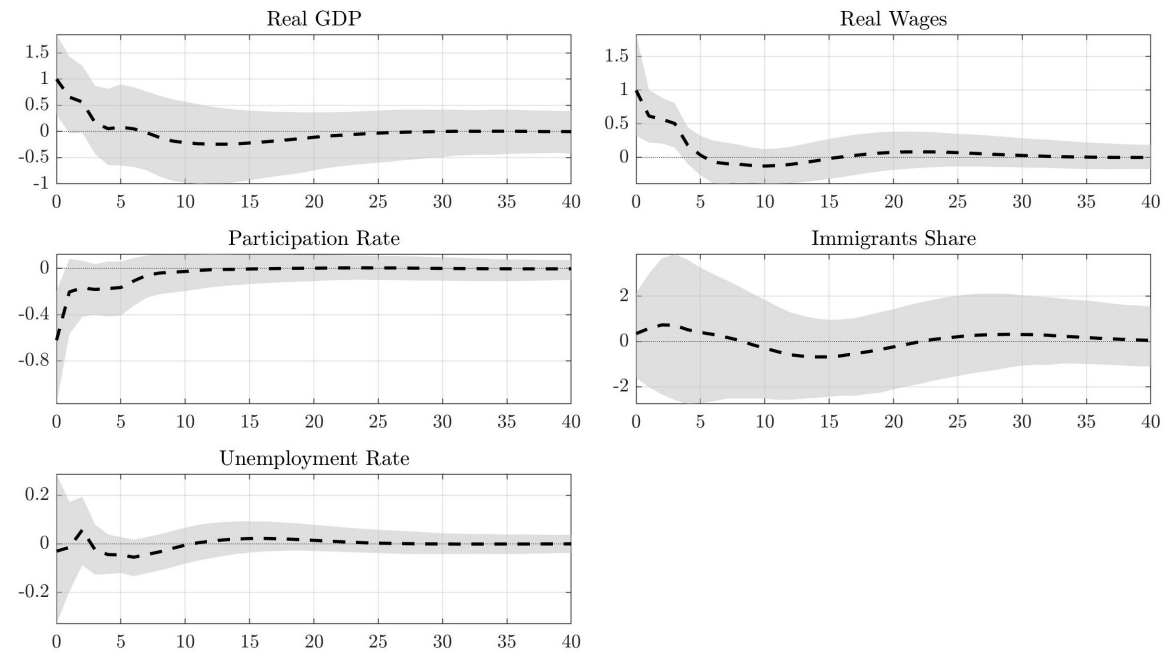 Real GDP
1.5
1
0.5
0
-0.5
-1
0 5 10 15 20 25 30 35 40
Real Wages
1.5
1
0.5
0
0 5 10 15 20 25 30 35 40
Participation Rate
0
-0.4
-0.8
0 5 10 15 20 25 30 35 40
Immigrants Share
2
0
-2
0 5 10 15 20 25 30 35 40
Unemployment Rate
0.2
0
-0.2
0 5 10 15 20 25 30 35 40